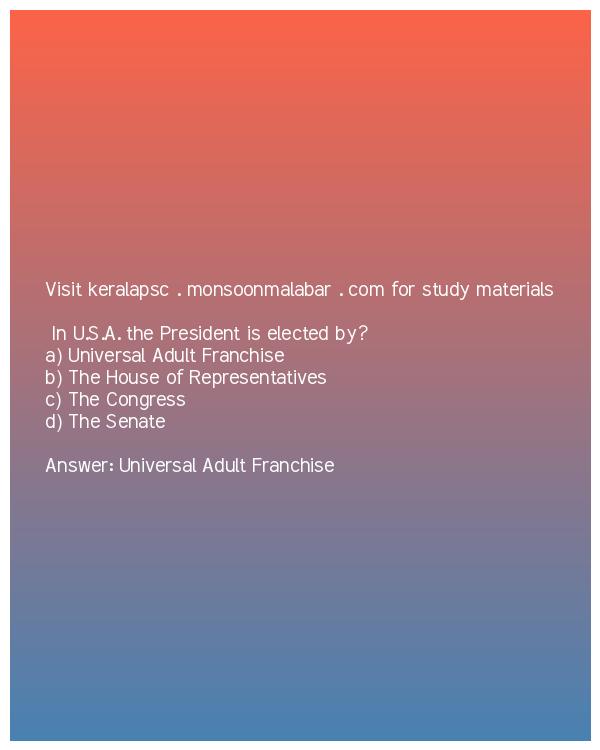 Visit keralapsc . monsoonmalabar . com for study materials
In U.S.A. the President is elected by?
a) Universal Adult Franchise
b) The House of Representatives
c) The Congress
d) The Senate
Answer: Universal Adult Franchise